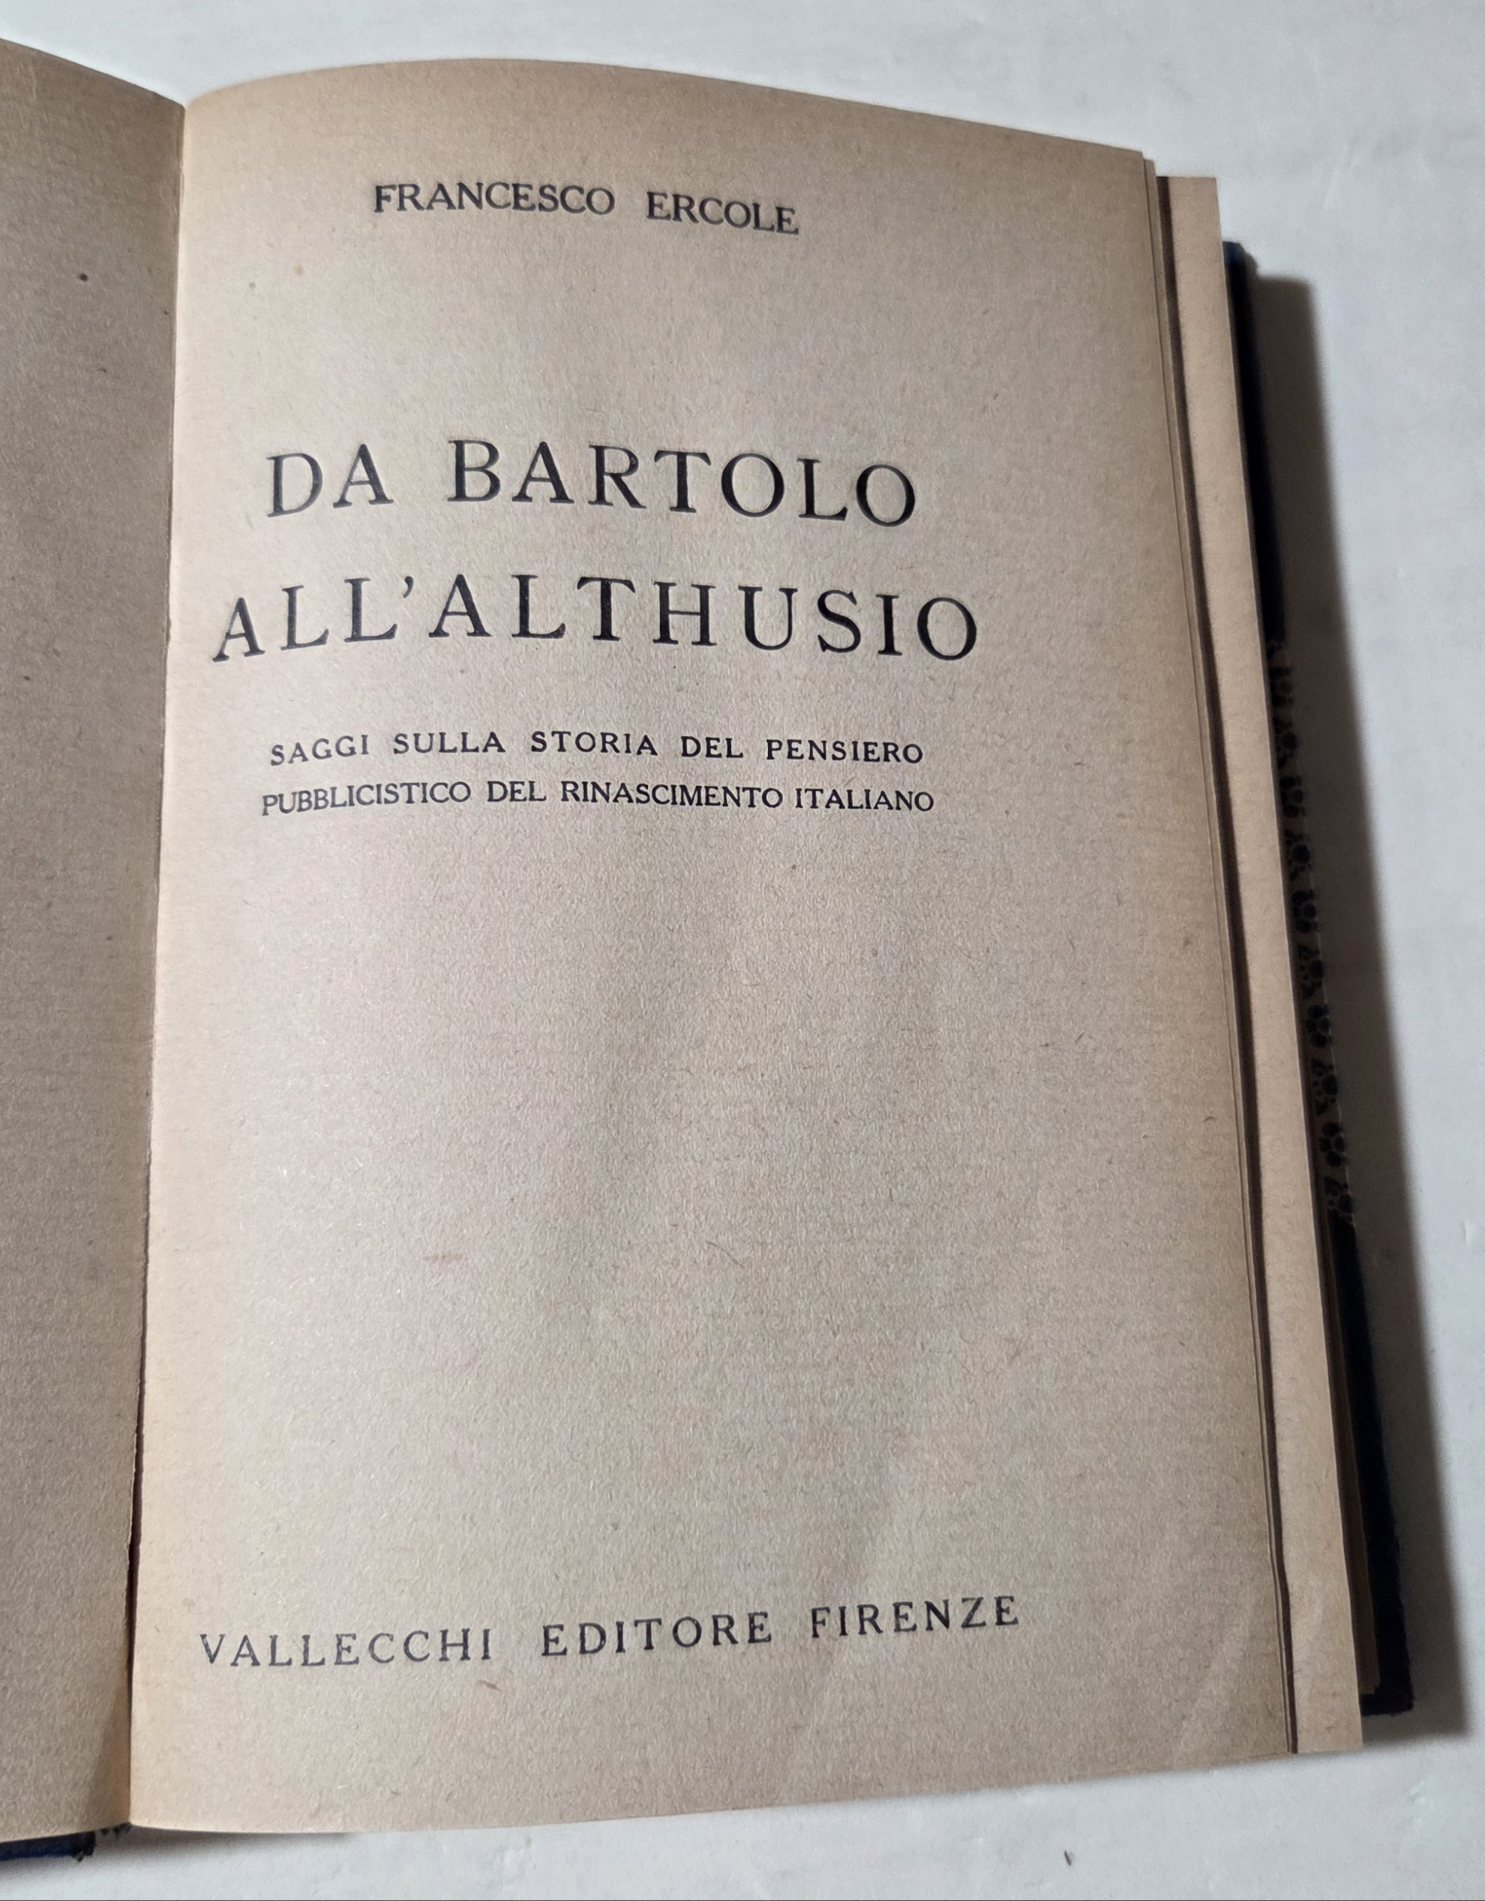 FRANCESCO ERCOLE
DA BARTOLO
ALL'ALTHUSIO
SAGGI SULLA STORIA DEL PENSIERO
PUBBLICISTICO DEL RINASCIMENTO ITALIANO
VALLECCHI EDITORE FIRENZE